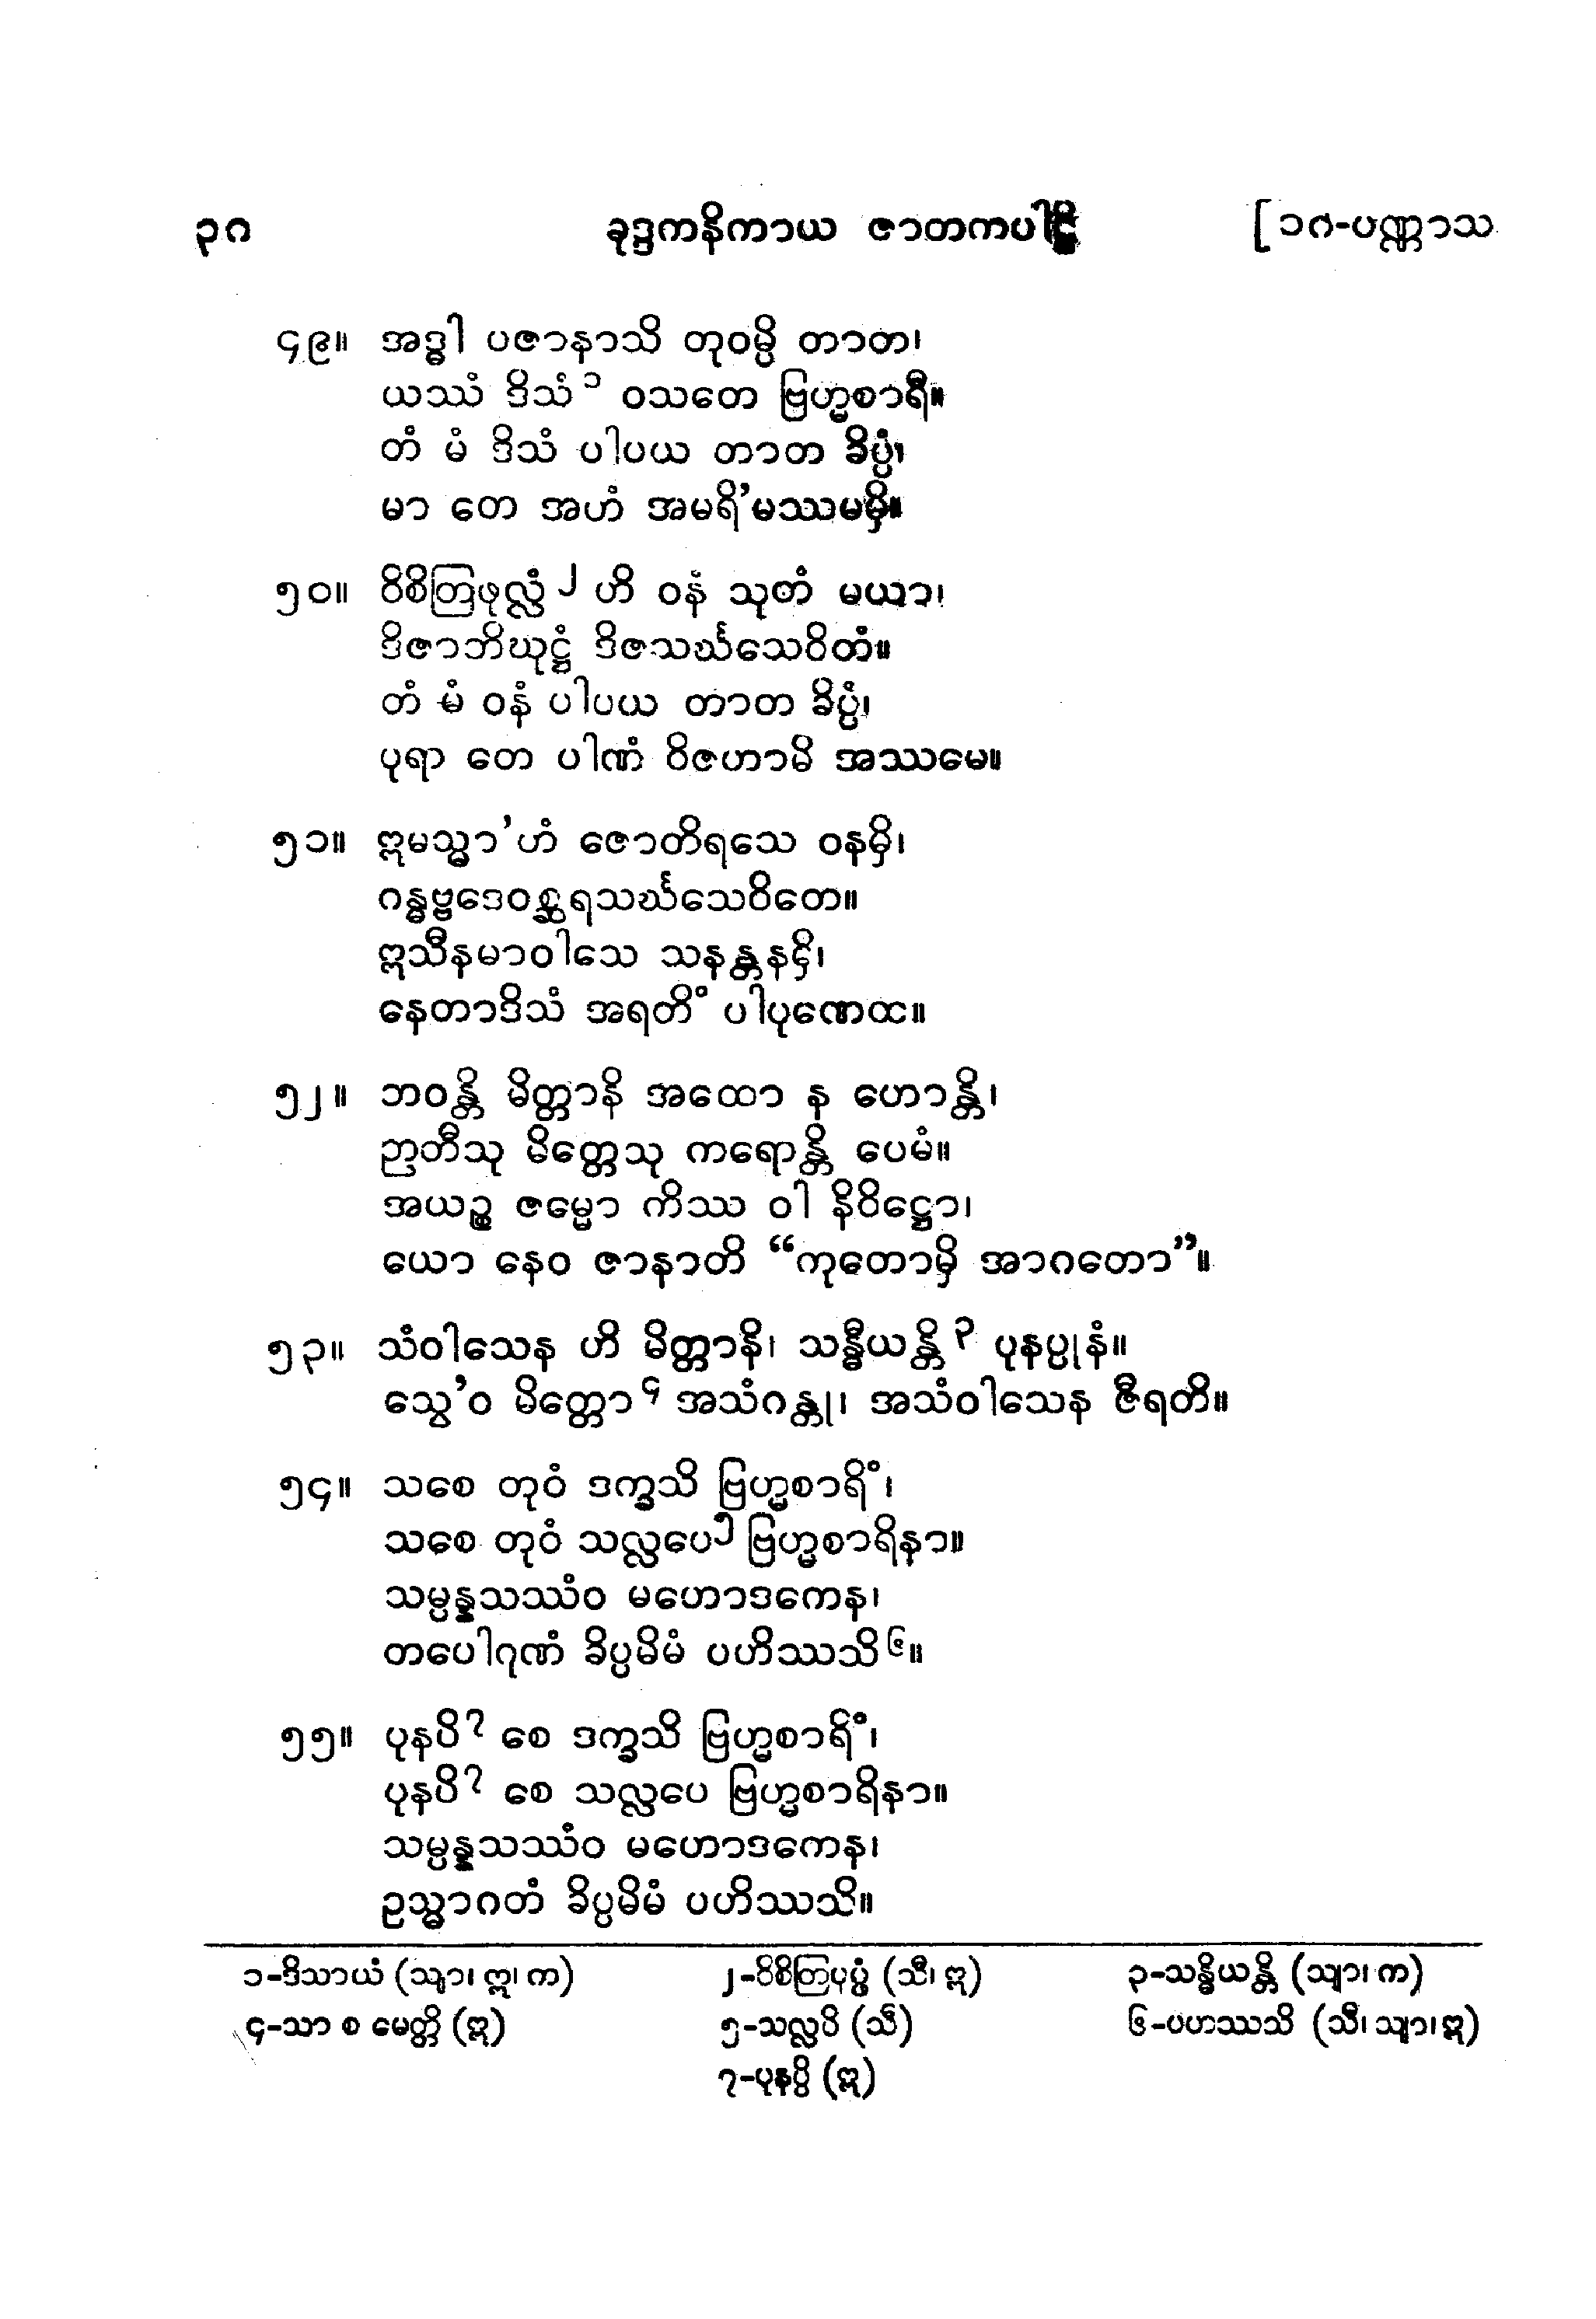 ၃ဂ ခုဒ္ဒကနိကာယ ဇာတကပါဠိ [ ၁ဂ-ပဏ္ဏာသ
၄၉။ အဒ္ဓါ ပဇာနာသိ တုဝမ္ပိ တာတ၊
ယဿံ ဒိသံ ၁ ဝသတေ ဗြဟ္မစာရီ။
တံ မံ ဒိသံ ပါပယ တာတ ခိပ္ပံ၊
မာ တေ အဟံ အမရိ’မဿမမှိ။
၅၀။ ဝိစိတြဖုလ္လံ ၂ ဟိ ဝနံ သုတံ မယာ၊
ဒိဇာဘိဃုဋ္ဌံ ဒိဇသင်္ဃသေဝိတံ။
တံ မံ ဝနံ ပါပယ တာတ ခိပ္ပံ၊
ပုရာ တေ ပါဏံ ဝိဇဟာမိ အဿမေ။
၅၁။ ဣမသ္မာ’ဟံ ဇောတိရသေ ဝနမှိ၊
ဂန္ဓဗ္ဗဒေဝစ္ဆရသင်္ဃသေဝိတေ။
ဣသီနမာဝါသေ သနန္တနမှိ၊
နေတာဒိသံ အရတိံ ပါပုဏေထ။
၅၂။ ဘဝန္တိ မိတ္တာနိ အထော န ဟောန္တိ၊
ဉာတီသု မိတ္တေသု ကရောန္တိ ပေမံ။
အယဉ္စ ဇမ္မော ကိဿ ဝါ နိဝိဋ္ဌော၊
ယော နေဝ ဇာနာတိ “ကုတောမှိ အာဂတော”။
၅၃။ သံဝါသေန ဟိ မိတ္တာနိ၊ သန္ဓီယန္တိ ၃ ပုနပ္ပုနံ။
သွေ’ဝ မိတ္တော ၄ အသံဂန္တု၊ အသံဝါသေန ဇီရတိ။
၅၄။ သစေ တုဝံ ဒက္ခသိ ဗြဟ္မစာရိံ၊
သစေ တုဝံ သလ္လပေ ၅ ဗြဟ္မစာရိနာ။
သမ္ပန္နသဿံဝ မဟောဒကေန၊
တပေါဂုဏံ ခိပ္ပမိမံ ပဟိဿသိ ၆။
၅၅။ ပုနပိ ၇ စေ ဒက္ခသိ ဗြဟ္မစာရိံ၊
ပုနပိ ၇ စေ သလ္လပေ ဗြဟ္မစာရိနာ။
သမ္ပန္နသဿံဝ မဟောဒကေန၊
ဥသ္မာဂတံ ခိပ္ပမိမံ ပဟိဿသိ။
၁-ဒိသာယံ (သျာ၊ ဣ၊ က) ၂-ဝိစိတြပုပ္ဖံ (သီ၊ ဣ) ၃-သန္ဓိယန္တိ (သျာ၊ က)
၄-သာ စ မေတ္တိ (ဣ) ၅-သလ္လပိ (သီ) ၆-ပဟာဿသိ (သီ၊ သျာ၊ ဣ)
၇-ပုနပ္ပိ (ဣ)